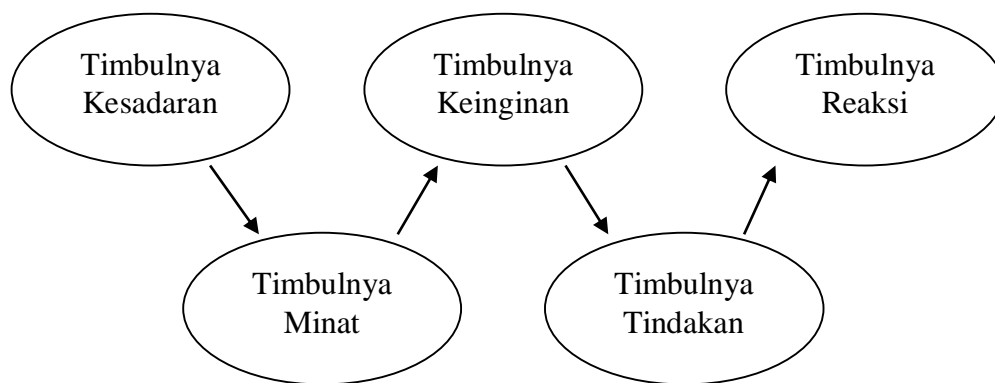 Timbulnya
Kesadaran
Timbulnya
Minat
Timbulnya
Keinginan
Timbulnya
Tindakan
Timbulnya
Reaksi